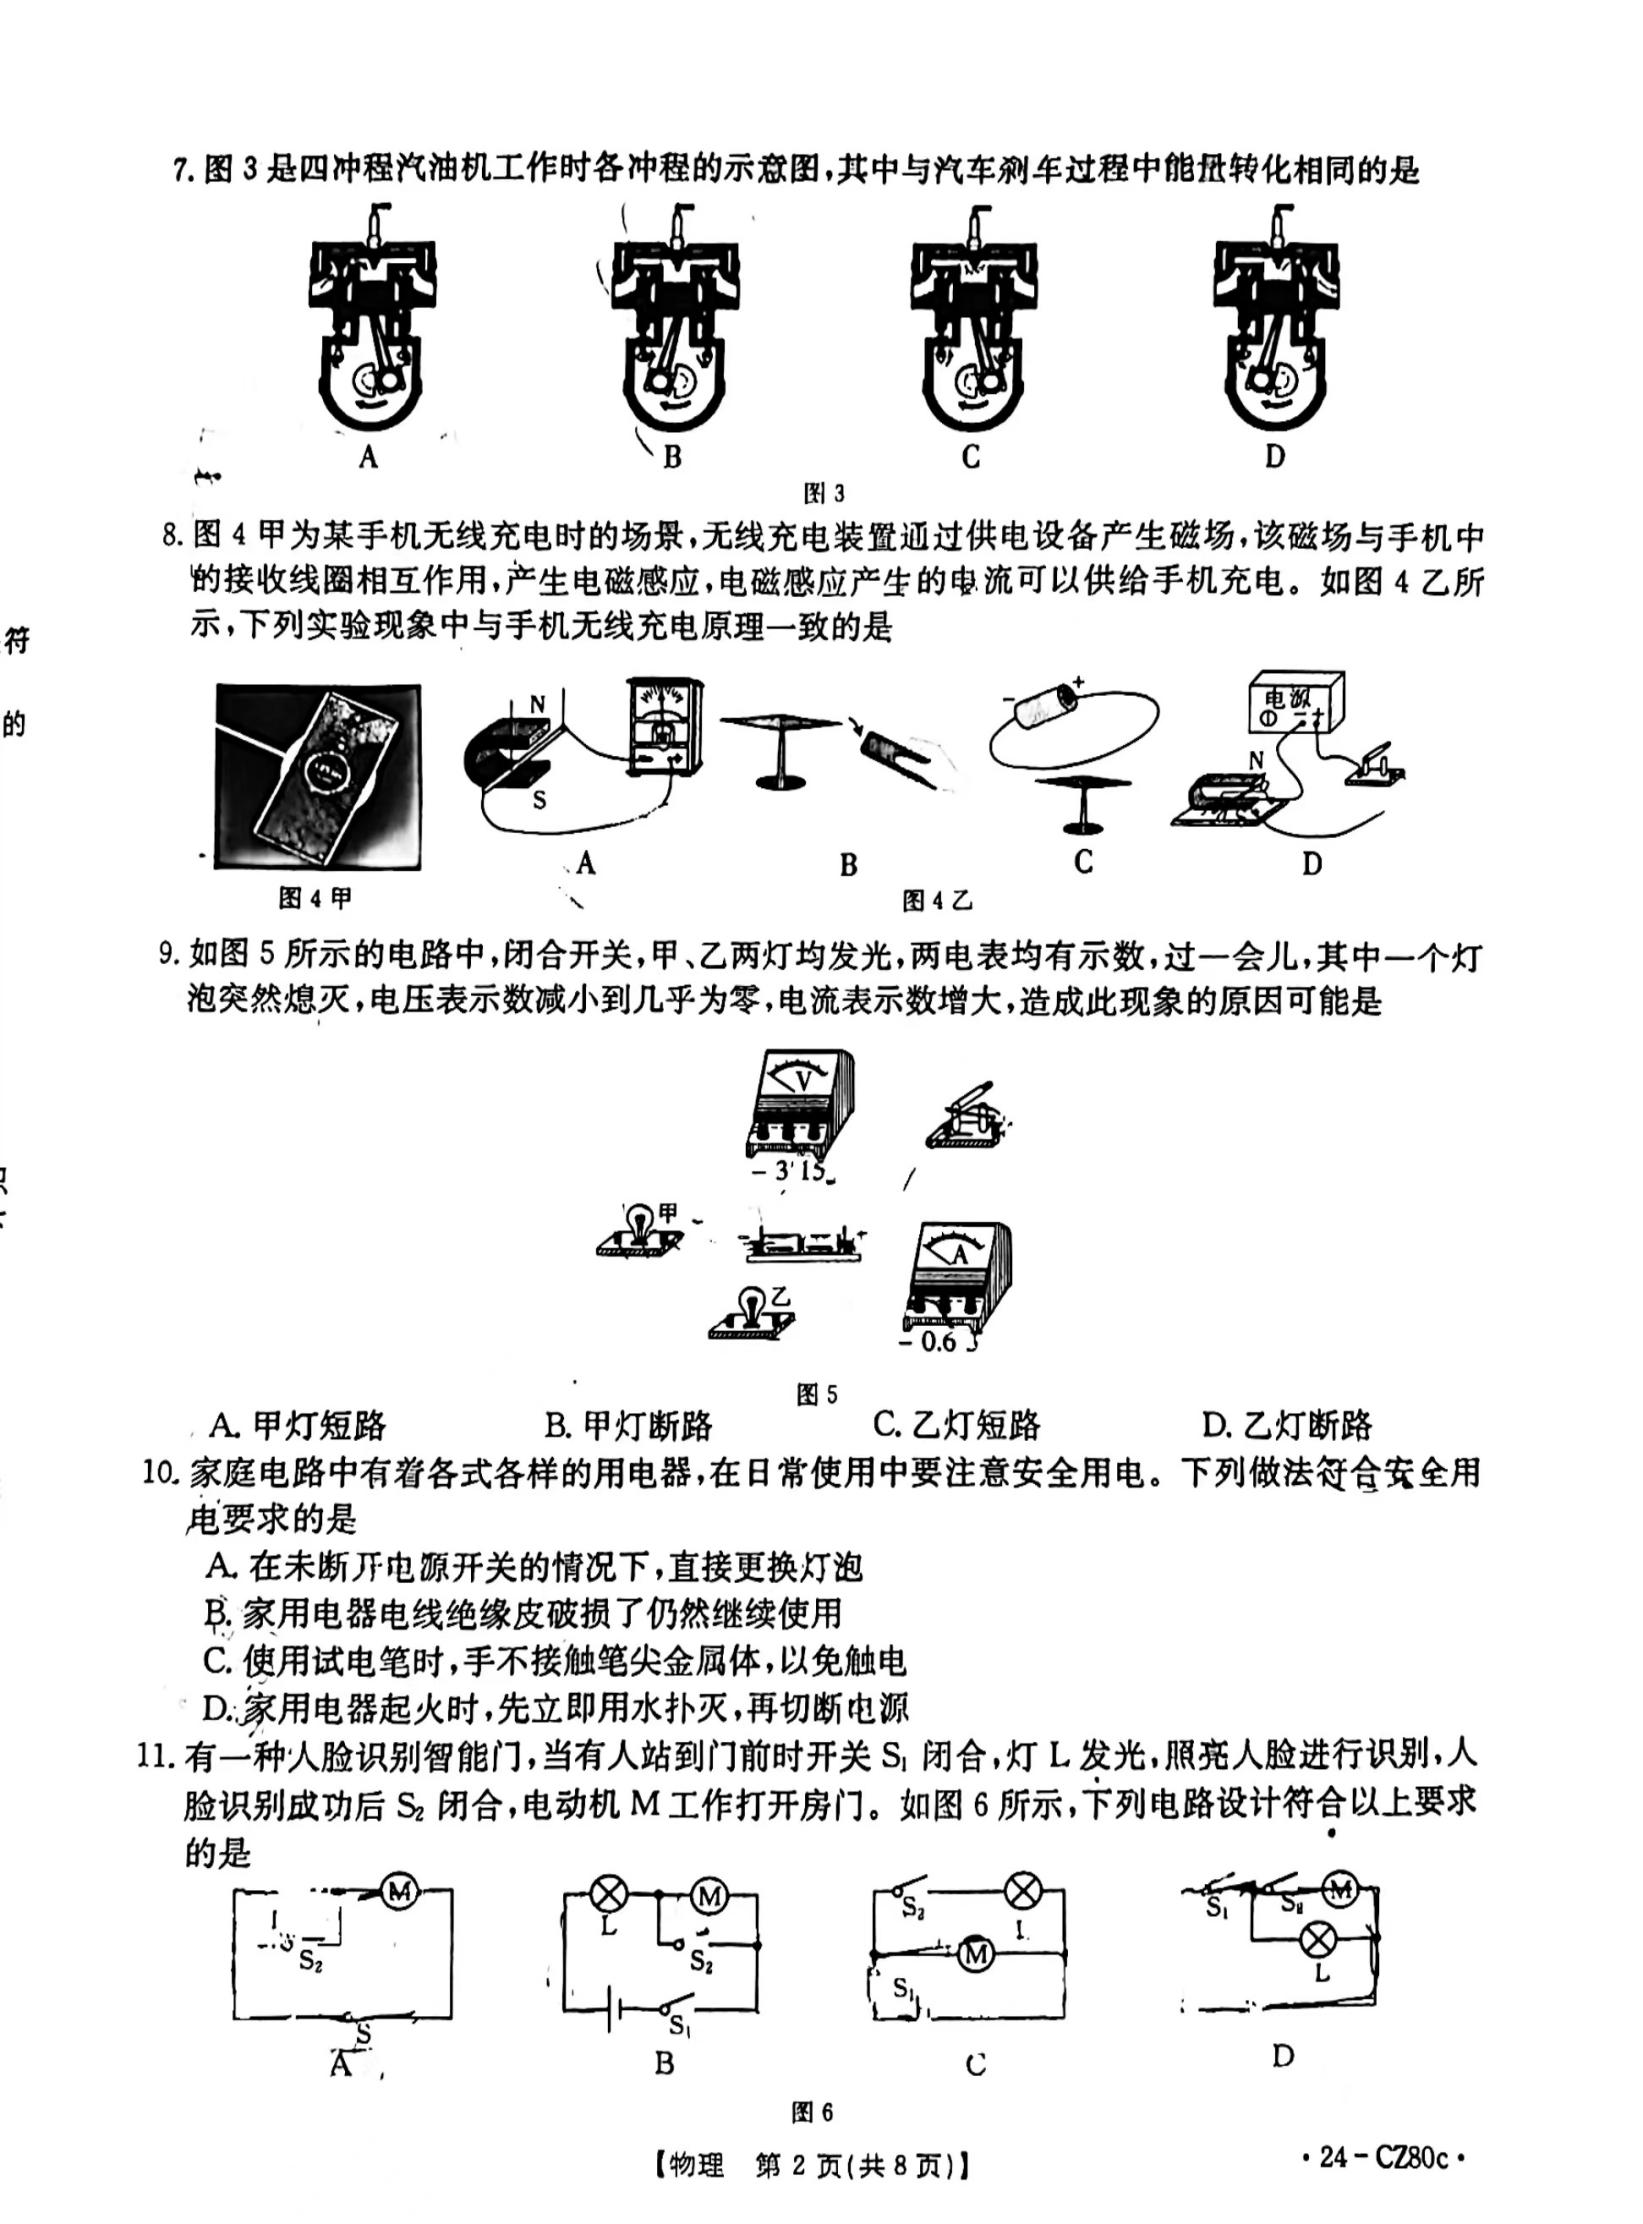 7. 图 3 是四冲程汽油机工作时各冲程的示意图,其中与汽车刹车过程中能量转化相同的是
A B C D
图 3
8. 图 4 甲为某手机无线充电时的场景,无线充电装置通过供电设备产生磁场,该磁场与手机中
的接收线圈相互作用,产生电磁感应,电磁感应产生的电流可以供给手机充电。如图 4 乙所
示,下列实验现象中与手机无线充电原理一致的是
符
的
N
S
- +
电源
- +
N
A B C D
图 4 甲 图 4 乙
9. 如图 5 所示的电路中,闭合开关,甲、乙两灯均发光,两电表均有示数,过一会儿,其中一个灯
泡突然熄灭,电压表示数减小到几乎为零,电流表示数增大,造成此现象的原因可能是
V
- 3 15
甲
- +
A
乙
- 0.6 3
图 5
A. 甲灯短路 B. 甲灯断路 C. 乙灯短路 D. 乙灯断路
10. 家庭电路中有着各式各样的用电器,在日常使用中要注意安全用电。下列做法符合安全用
电要求的是
A. 在未断开电源开关的情况下,直接更换灯泡
B. 家用电器电线绝缘皮破损了仍然继续使用
C. 使用试电笔时,手不接触笔尖金属体,以免触电
D. 家用电器起火时,先立即用水扑灭,再切断电源
11. 有一种人脸识别智能门,当有人站到门前时开关 S₁ 闭合,灯 L 发光,照亮人脸进行识别,人
脸识别成功后 S₂ 闭合,电动机 M 工作打开房门。如图 6 所示,下列电路设计符合以上要求
的是
M
S₂
S
L M
S₂
S₁
S₂
M
S₁
S₁ M
L
A B C D
图 6
【物理 第 2 页(共 8 页)】 · 24-CZ80c ·